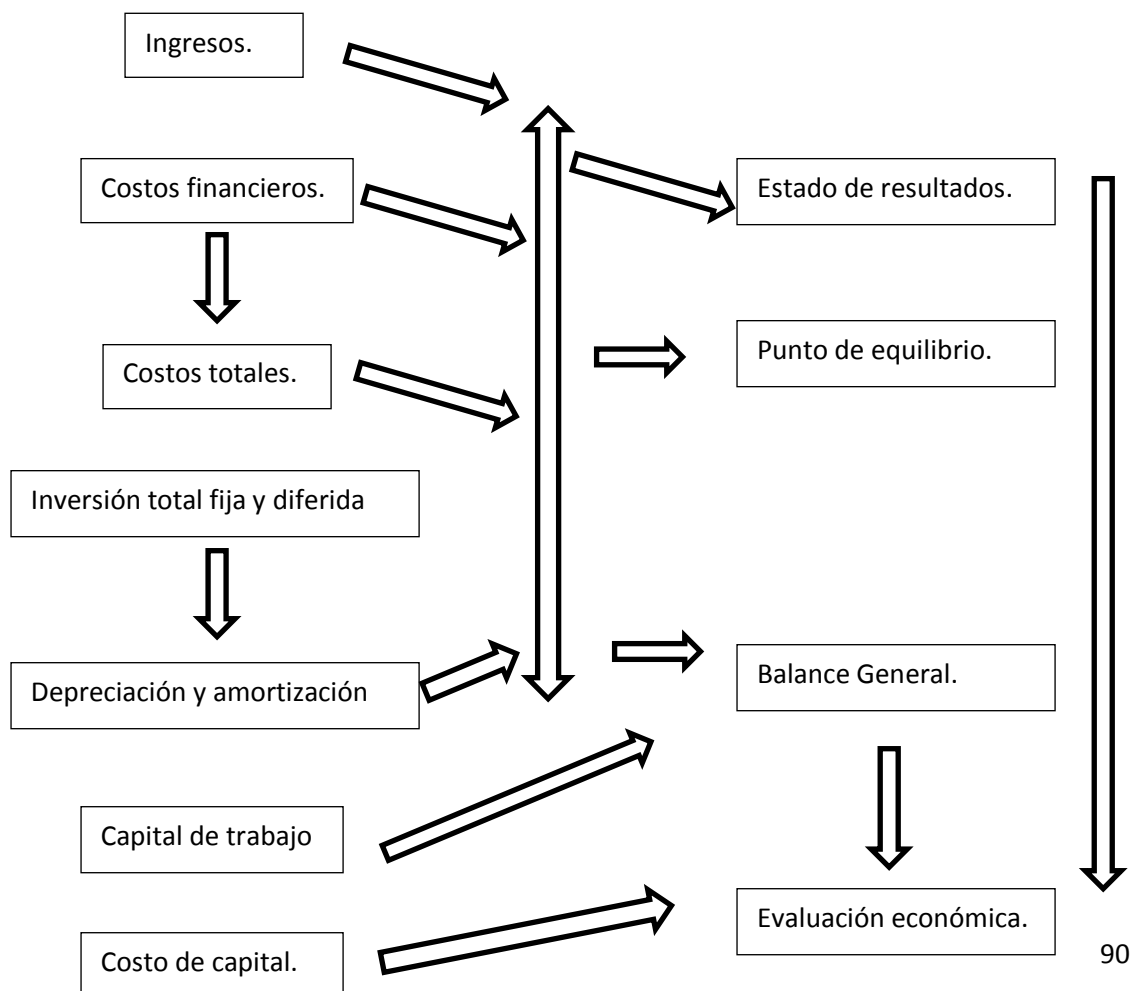 Ingresos.
Costos financieros.
Estado de resultados.
Costos totales.
Punto de equilibrio.
Inversión total fija y diferida
Depreciación y amortización
Balance General.
Capital de trabajo
Evaluación económica.
Costo de capital.
90